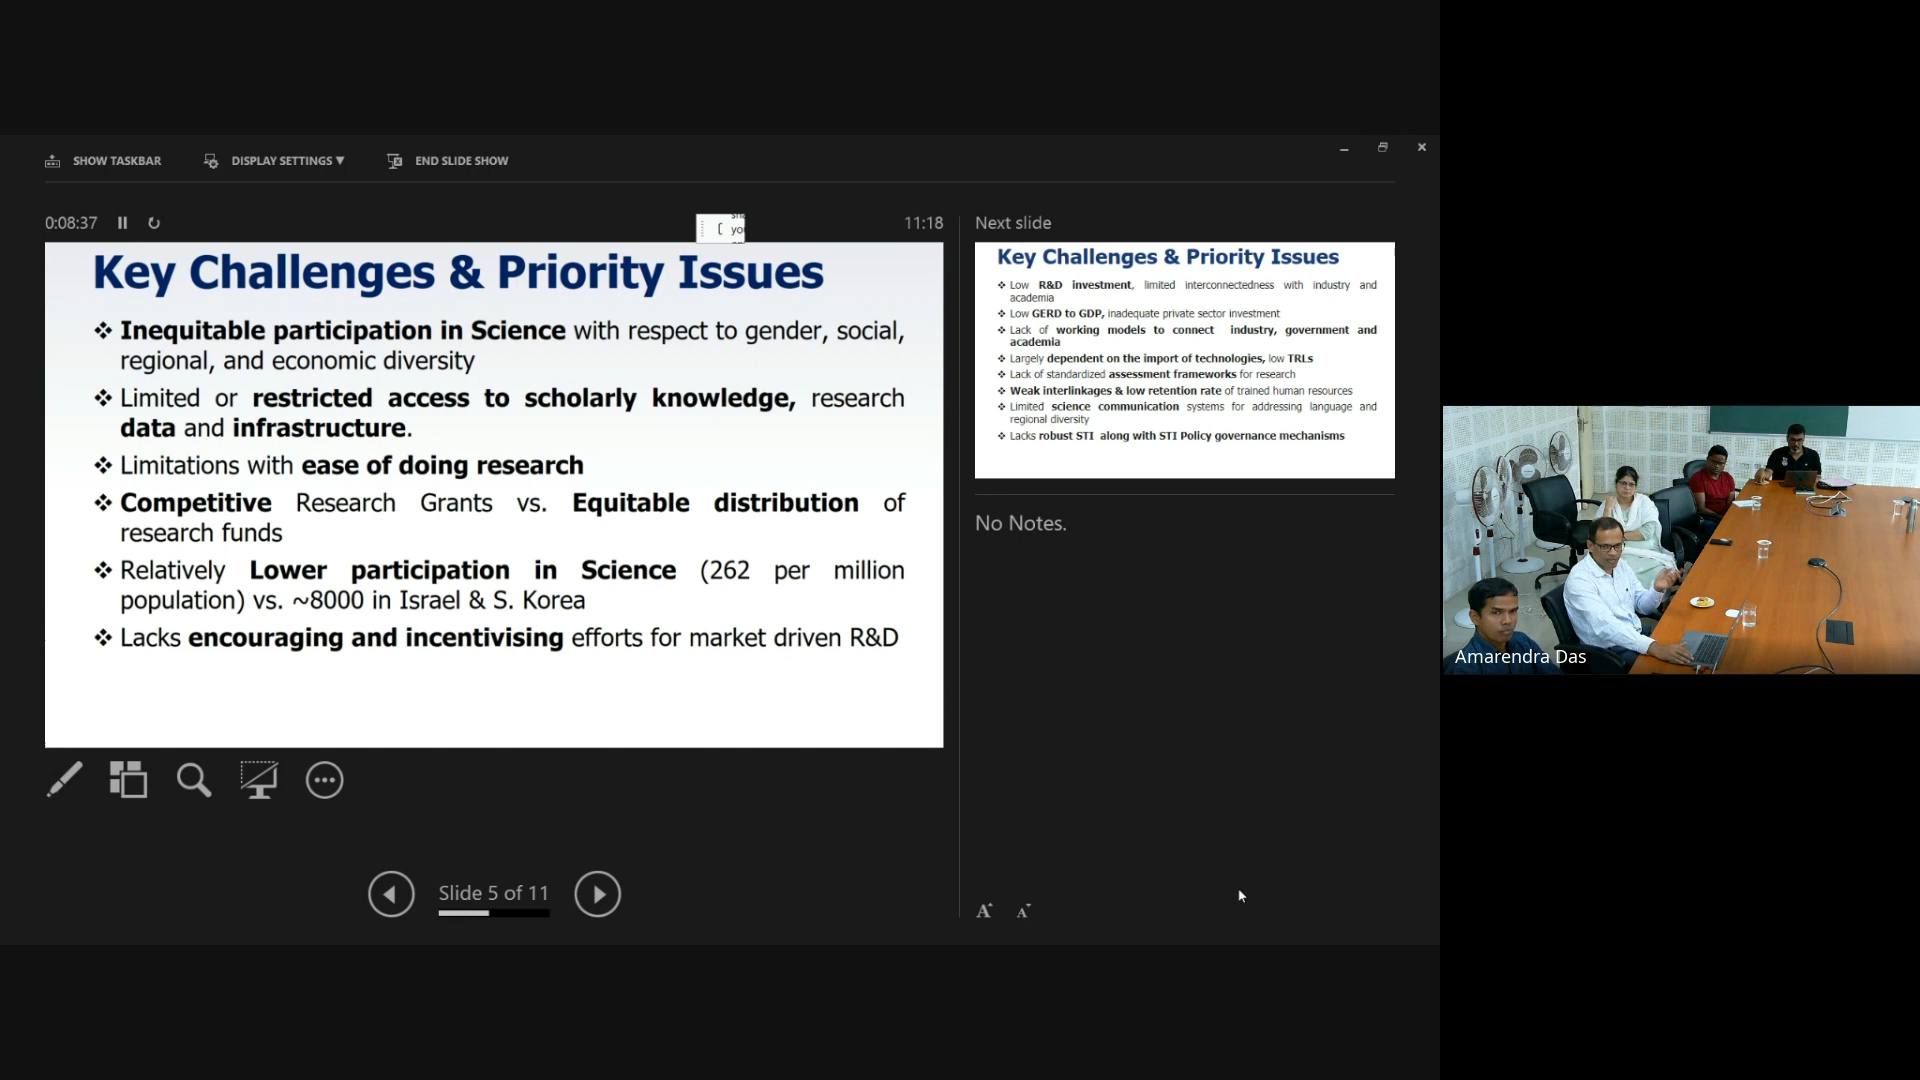 SHOW TASKBAR
DISPLAY SETTINGS ▼
END SLIDE SHOW
0:08:37
11:18
Key Challenges & Priority Issues
❖ Inequitable participation in Science with respect to gender, social,
regional, and economic diversity
❖ Limited or restricted access to scholarly knowledge, research
data and infrastructure.
❖ Limitations with ease of doing research
❖ Competitive Research Grants vs. Equitable distribution of
research funds
❖ Relatively Lower participation in Science (262 per million
population) vs. ~8000 in Israel & S. Korea
❖ Lacks encouraging and incentivising efforts for market driven R&D
Slide 5 of 11
Next slide
Key Challenges & Priority Issues
❖ Low R&D investment, limited interconnectedness with industry and
academia
❖ Low GERD to GDP, inadequate private sector investment
❖ Lack of working models to connect industry, government and
academia
❖ Largely dependent on the import of technologies, low TRLs
❖ Lack of standardized assessment frameworks for research
❖ Weak interlinkages & low retention rate of trained human resources
❖ Limited science communication systems for addressing language and
regional diversity
❖ Lacks robust STI along with STI Policy governance mechanisms
No Notes.
A A
Amarendra Das